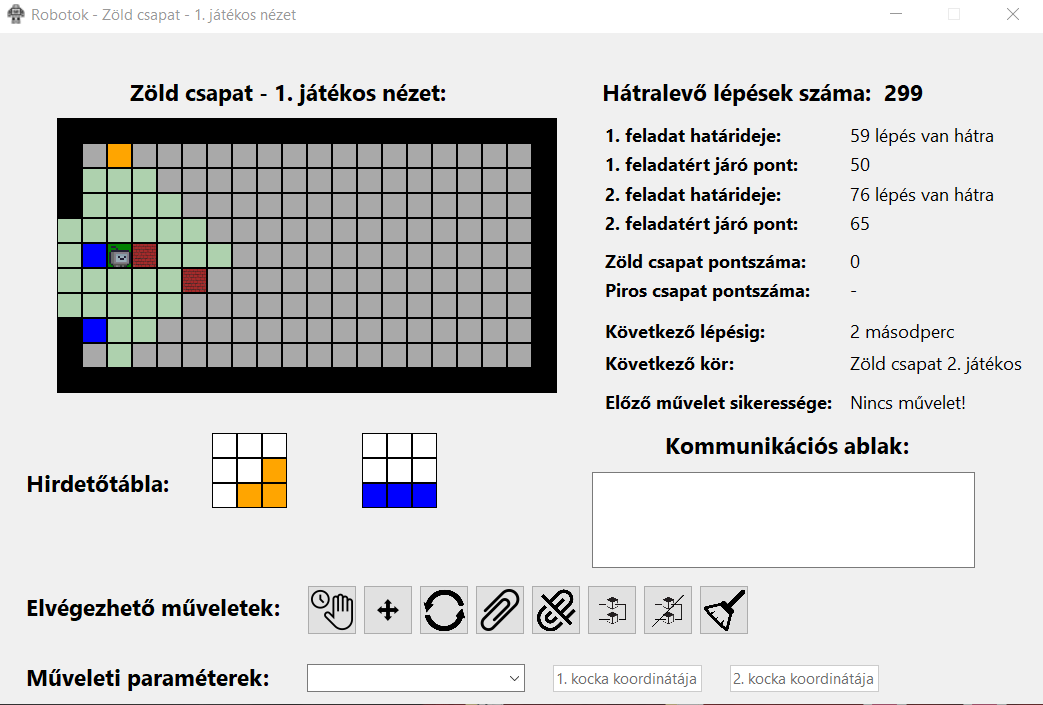 Robotok - Zöld csapat - 1. játékos nézet
Zöld csapat - 1. játékos nézet:
Hátralevő lépések száma: 299
1. feladat határideje: 59 lépés van hátra
1. feladatért járó pont: 50
2. feladat határideje: 76 lépés van hátra
2. feladatért járó pont: 65
Zöld csapat pontszáma: 0
Piros csapat pontszáma: -
Következő lépésig: 2 másodperc
Következő kör: Zöld csapat 2. játékos
Előző művelet sikeressége: Nincs művelet!
Kommunikációs ablak:
Hirdetőtábla:
Elvégezhető műveletek:
Műveleti paraméterek: 1. kocka koordinátája 2. kocka koordinátája